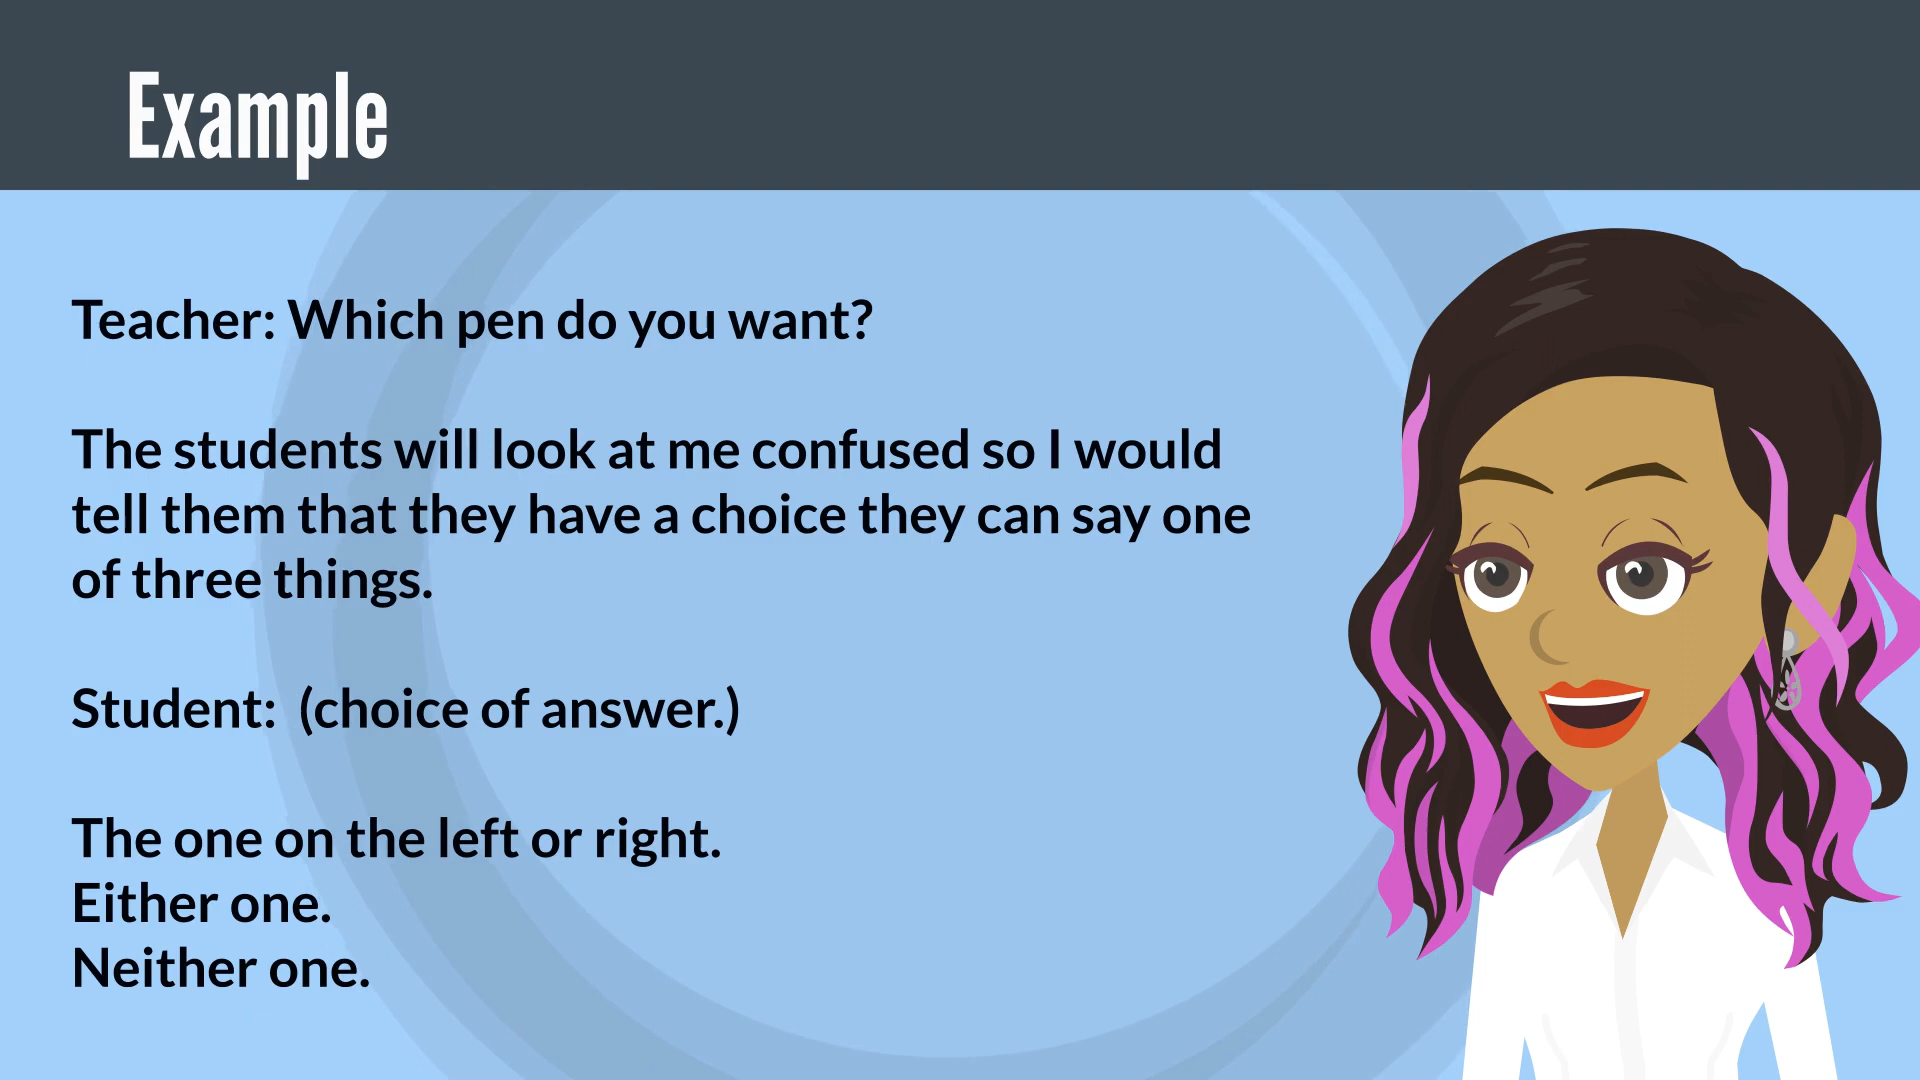 Example
Teacher: Which pen do you want?
The students will look at me confused so I would
tell them that they have a choice they can say one
of three things.
Student:  (choice of answer.)
The one on the left or right.
Either one.
Neither one.